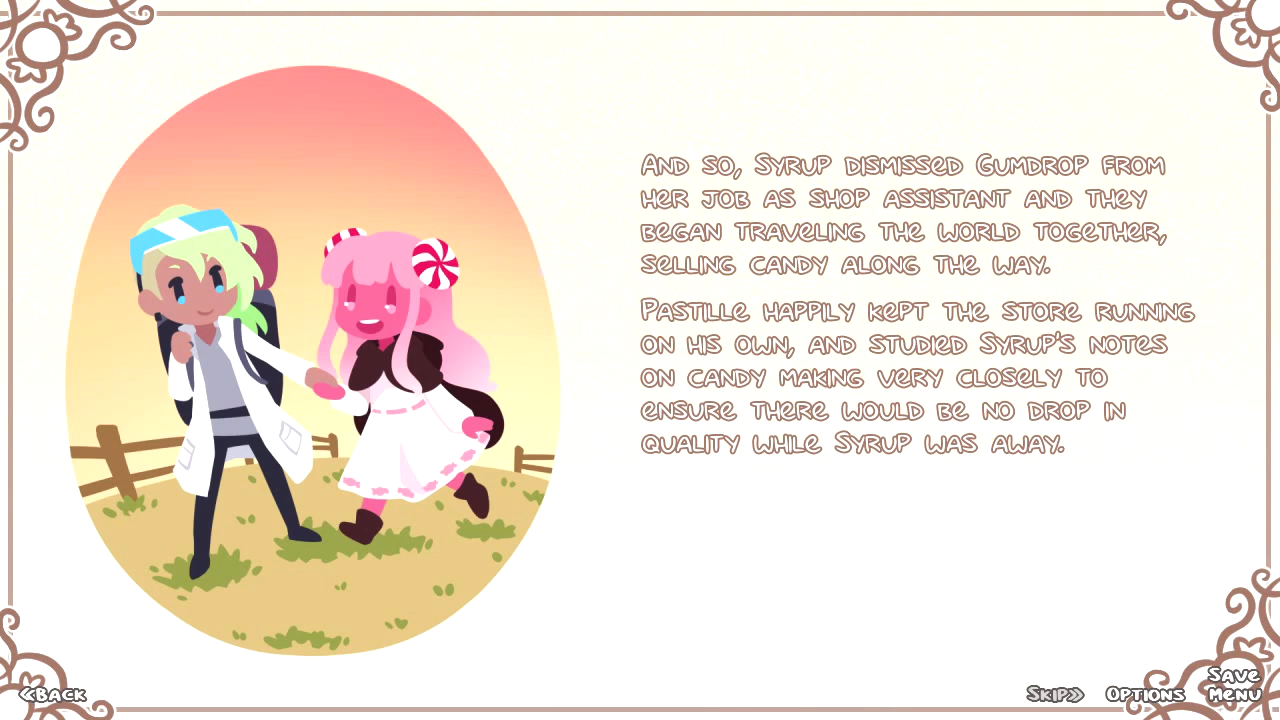 And so, Syrup dismissed Gumdrop from
her job as shop assistant and they
began traveling the world together,
selling candy along the way.
Pastille happily kept the store running
on his own, and studied Syrup's notes
on candy making very closely to
ensure there would be no drop in
quality while Syrup was away.
«Back
Skip»
Options
Save
Menu